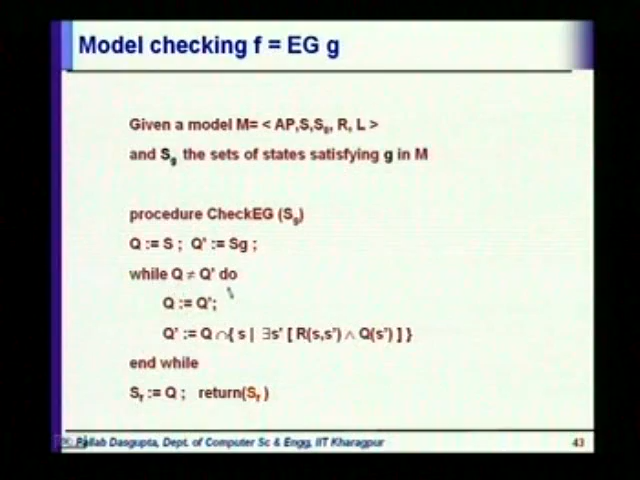 Model checking f = EG g
Given a model M= < AP,S,S₀, R, L >
and Sg the sets of states satisfying g in M
procedure CheckEG (Sg)
Q := S ; Q' := Sg ;
while Q ≠ Q' do
Q := Q';
Q' := Q ∩{ s | ∃s' [ R(s,s') ∧ Q(s') ] }
end while
Sf := Q ; return(Sf )
Pallab Dasgupta, Dept. of Computer Sc & Engg, IIT Kharagpur
43